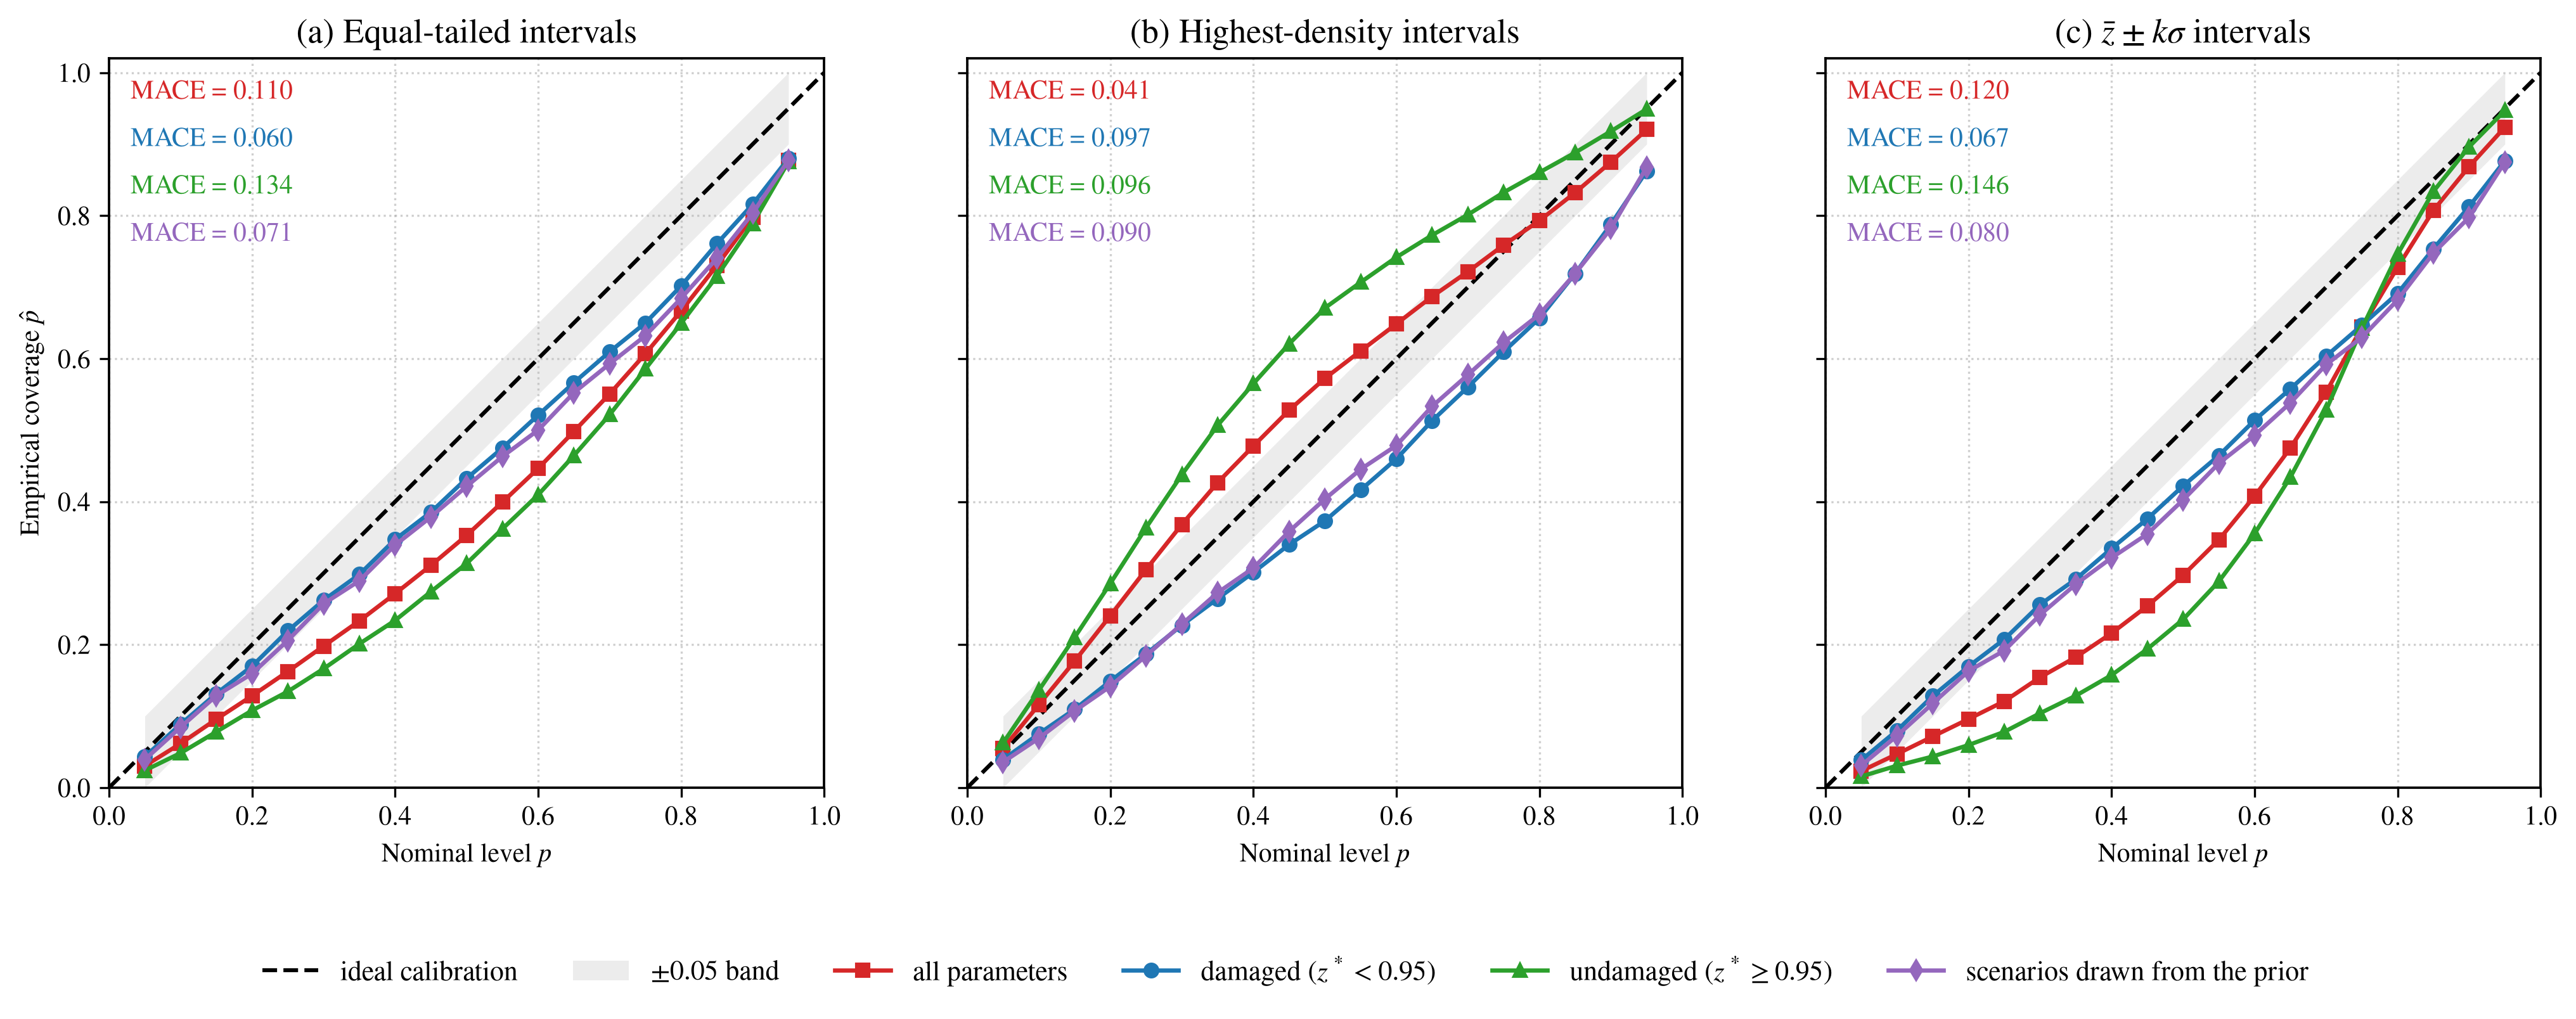 (a) Equal-tailed intervals
MACE = 0.110
MACE = 0.060
MACE = 0.134
MACE = 0.071
1.0
0.8
0.6
0.4
0.2
0.0
Empirical coverage p̂
0.0 0.2 0.4 0.6 0.8 1.0
Nominal level p
(b) Highest-density intervals
MACE = 0.041
MACE = 0.097
MACE = 0.096
MACE = 0.090
0.0 0.2 0.4 0.6 0.8 1.0
Nominal level p
(c) z̄ ± kσ intervals
MACE = 0.120
MACE = 0.067
MACE = 0.146
MACE = 0.080
0.0 0.2 0.4 0.6 0.8 1.0
Nominal level p
ideal calibration ±0.05 band all parameters damaged (z* < 0.95) undamaged (z* ≥ 0.95) scenarios drawn from the prior